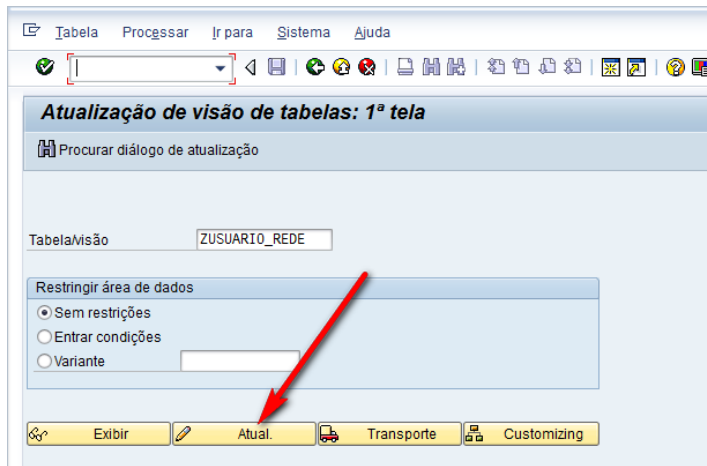 Tabela Processar Ir para Sistema Ajuda
Atualização de visão de tabelas: 1ª tela
Procurar diálogo de atualização
Tabela/visão ZUSUARIO_REDE
Restringir área de dados
Sem restrições
Entrar condições
Variante
Exibir Atual. Transporte Customizing